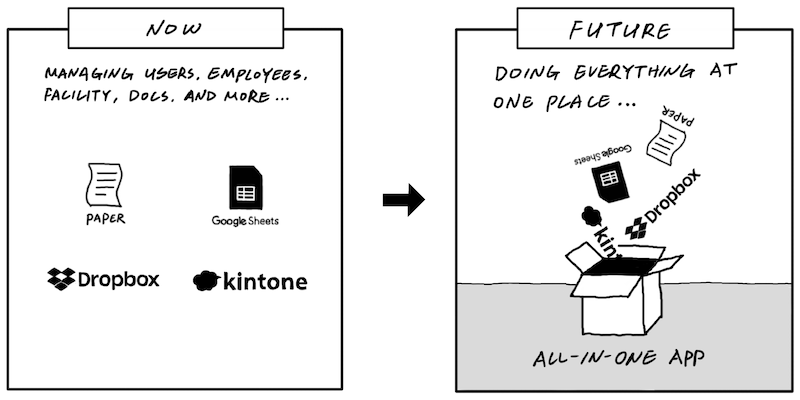 NOW
MANAGING USERS, EMPLOYEES,
FACILITY, DOCS, AND MORE...
PAPER
Google Sheets
Dropbox
kintone
FUTURE
DOING EVERYTHING AT
ONE PLACE...
PAPER
Google Sheets
Dropbox
kin
ALL-IN-ONE APP